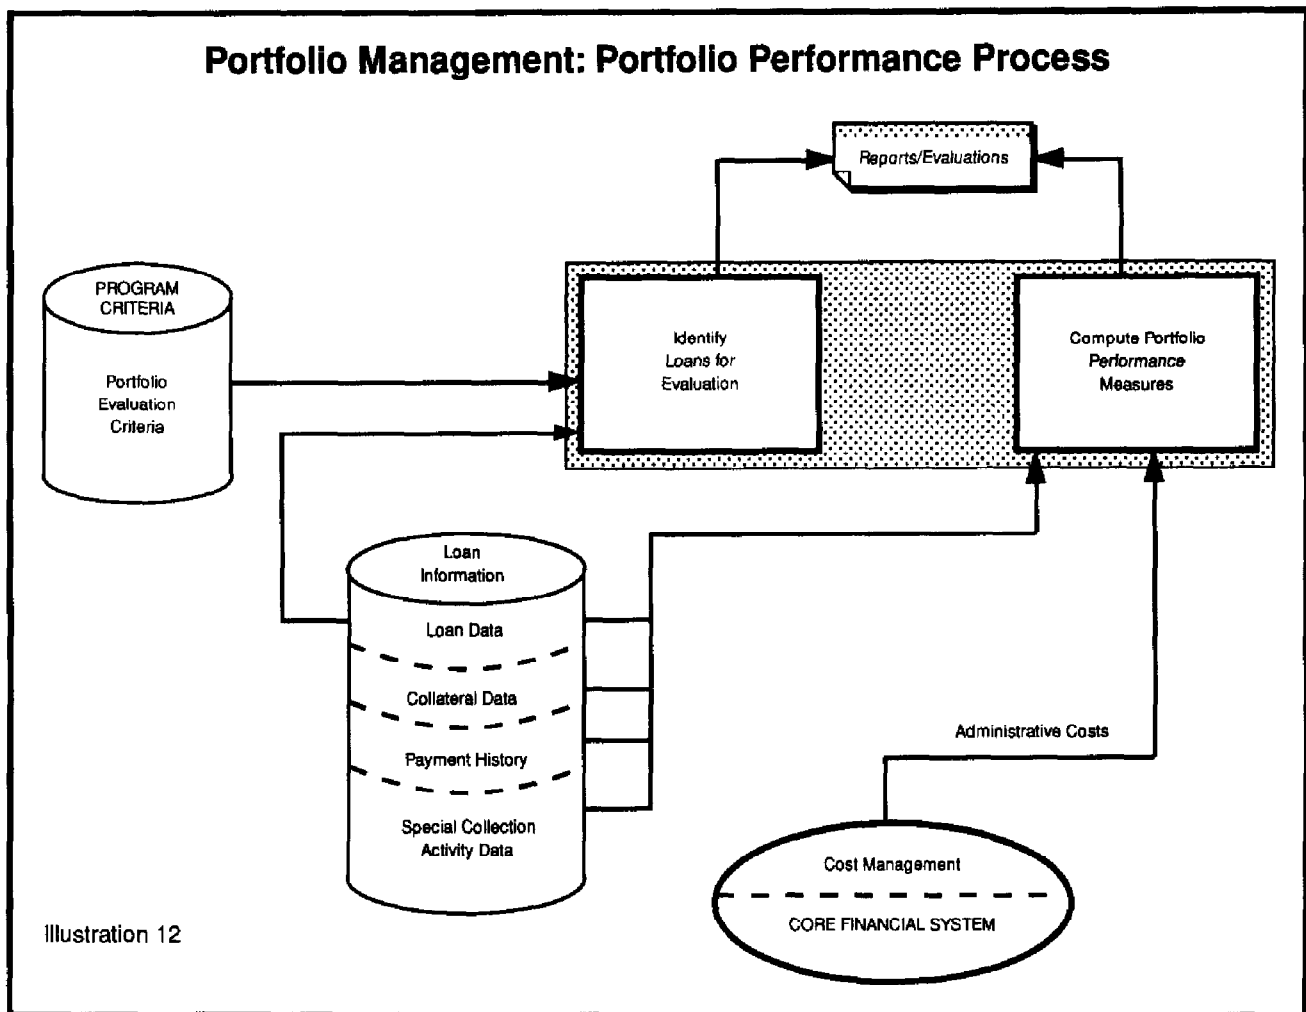 Portfolio Management: Portfolio Performance Process
Reports/Evaluations
PROGRAM
CRITERIA
Portfolio
Evaluation
Criteria
Identify
Loans for
Evaluation
Compute Portfolio
Performance
Measures
Loan
Information
Loan Data
Collateral Data
Payment History
Special Collection
Activity Data
Administrative Costs
Cost Management
CORE FINANCIAL SYSTEM
Illustration 12